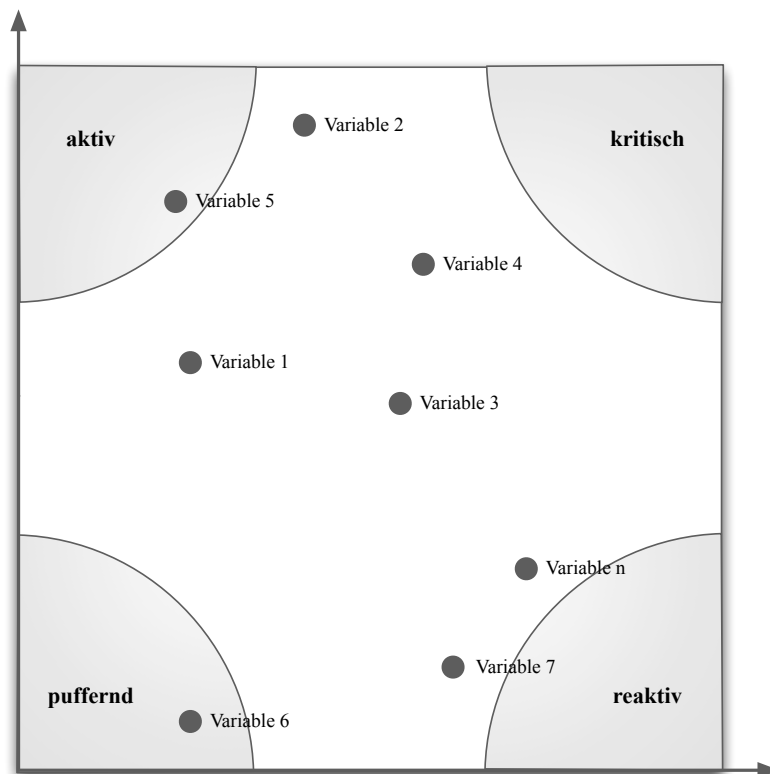 Variable 2
aktiv
kritisch
Variable 5
Variable 4
Variable 1
Variable 3
Variable n
Variable 7
puffernd
reaktiv
Variable 6